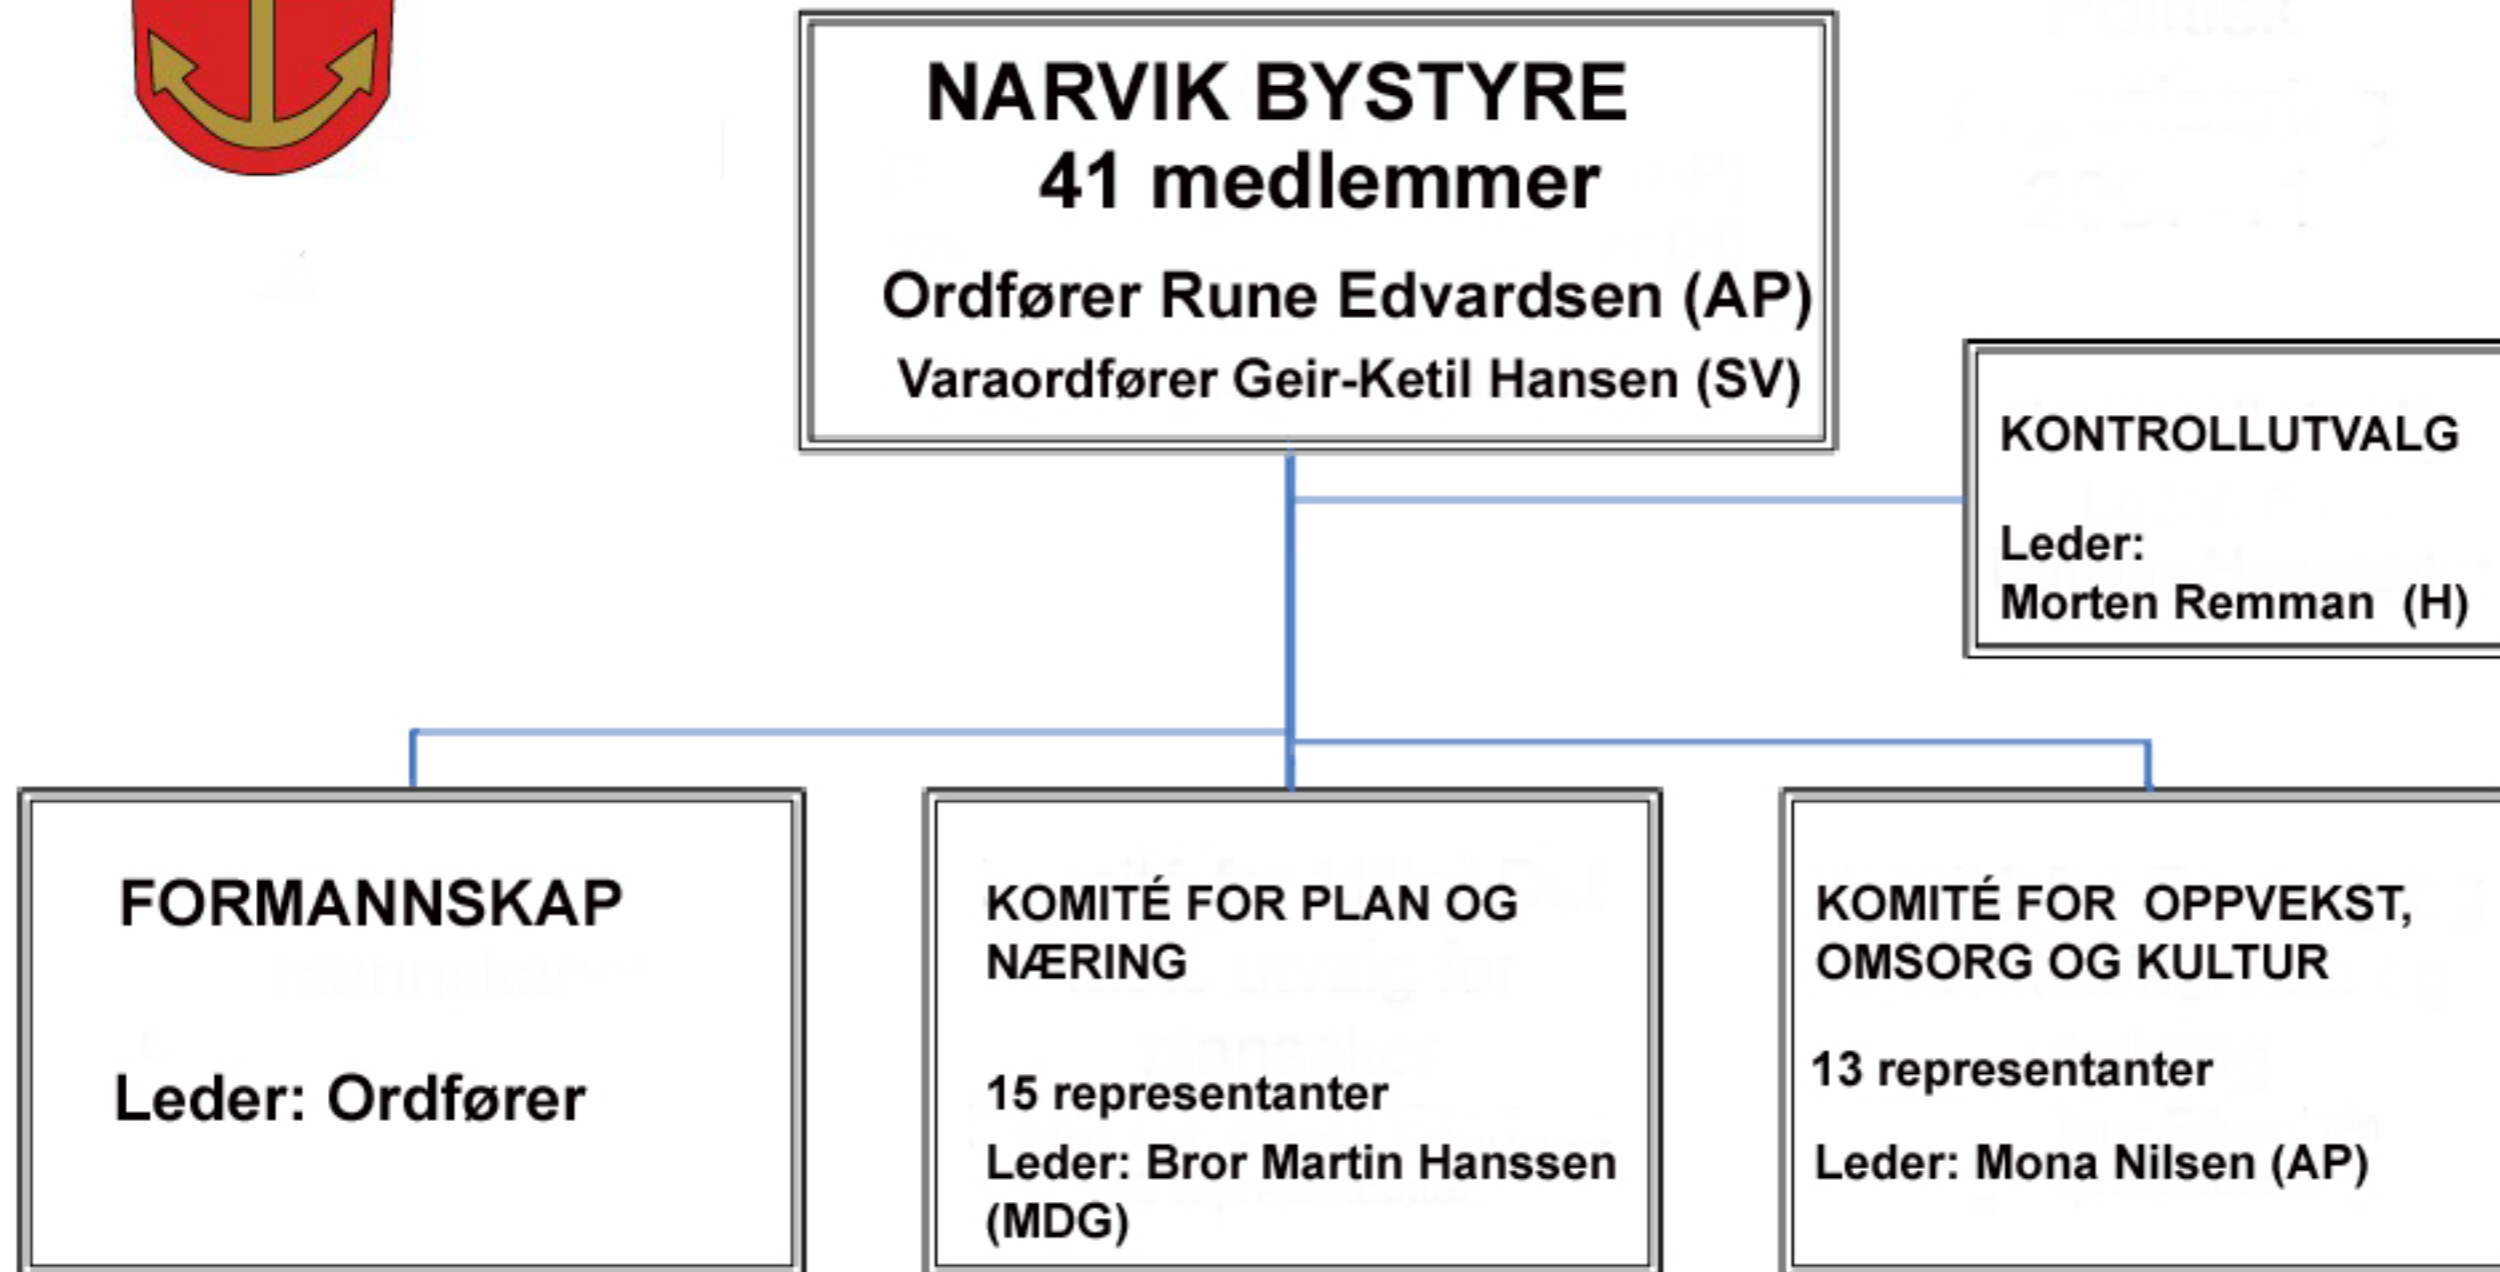 NARVIK BYSTYRE
41 medlemmer
Ordfører Rune Edvardsen (AP)
Varaordfører Geir-Ketil Hansen (SV)
KONTROLLUTVALG
Leder:
Morten Remman (H)
FORMANNSKAP
Leder: Ordfører
KOMITÉ FOR PLAN OG
NÆRING
15 representanter
Leder: Bror Martin Hanssen
(MDG)
KOMITÉ FOR OPPVEKST,
OMSORG OG KULTUR
13 representanter
Leder: Mona Nilsen (AP)